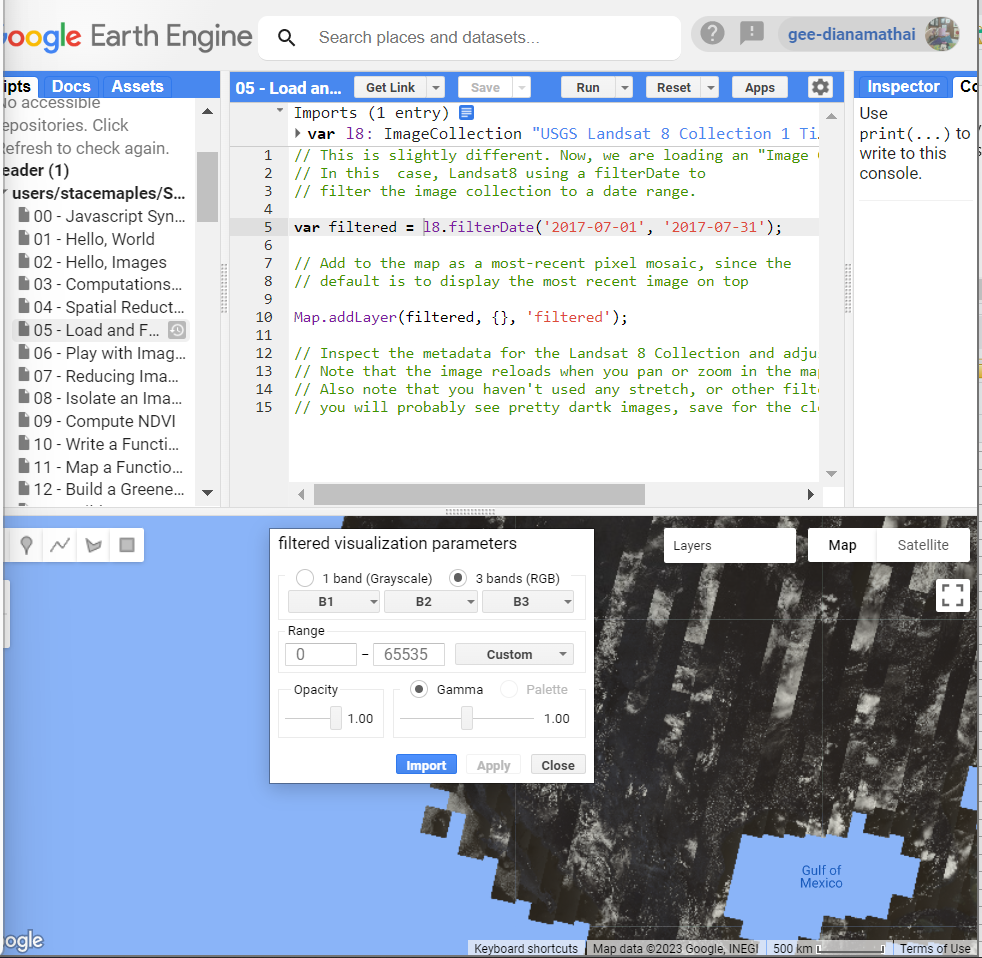 oogle Earth Engine
Search places and datasets...
gee-dianamathai
ipts
Docs
Assets
No accessible
epositories. Click
Refresh to check again.
eader (1)
users/stacemaples/S...
00 - Javascript Syn...
01 - Hello, World
02 - Hello, Images
03 - Computations...
04 - Spatial Reduct...
05 - Load and F...
06 - Play with Imag...
07 - Reducing Ima...
08 - Isolate an Ima...
09 - Compute NDVI
10 - Write a Functi...
11 - Map a Functio...
12 - Build a Greene...
05 - Load an...
Get Link
Save
Run
Reset
Apps
Imports (1 entry)
var l8: ImageCollection "USGS Landsat 8 Collection 1 Ti
1 // This is slightly different. Now, we are loading an "Image
2 // In this  case, Landsat8 using a filterDate to
3 // filter the image collection to a date range.
4
5 var filtered = l8.filterDate('2017-07-01', '2017-07-31');
6
7 // Add to the map as a most-recent pixel mosaic, since the
8 // default is to display the most recent image on top
9
10 Map.addLayer(filtered, {}, 'filtered');
11
12 // Inspect the metadata for the Landsat 8 Collection and adju
13 // Note that the image reloads when you pan or zoom in the map
14 // Also note that you haven't used any stretch, or other filt
15 // you will probably see pretty dartk images, save for the cl
Inspector
Co
Use
print(...) to
write to this
console.
filtered visualization parameters
1 band (Grayscale)
3 bands (RGB)
B1
B2
B3
Range
0 – 65535
Custom
Opacity
1.00
Gamma
Palette
1.00
Import
Apply
Close
Layers
Map
Satellite
Gulf of
Mexico
ogle
Keyboard shortcuts
Map data ©2023 Google, INEGI
500 km
Terms of Use